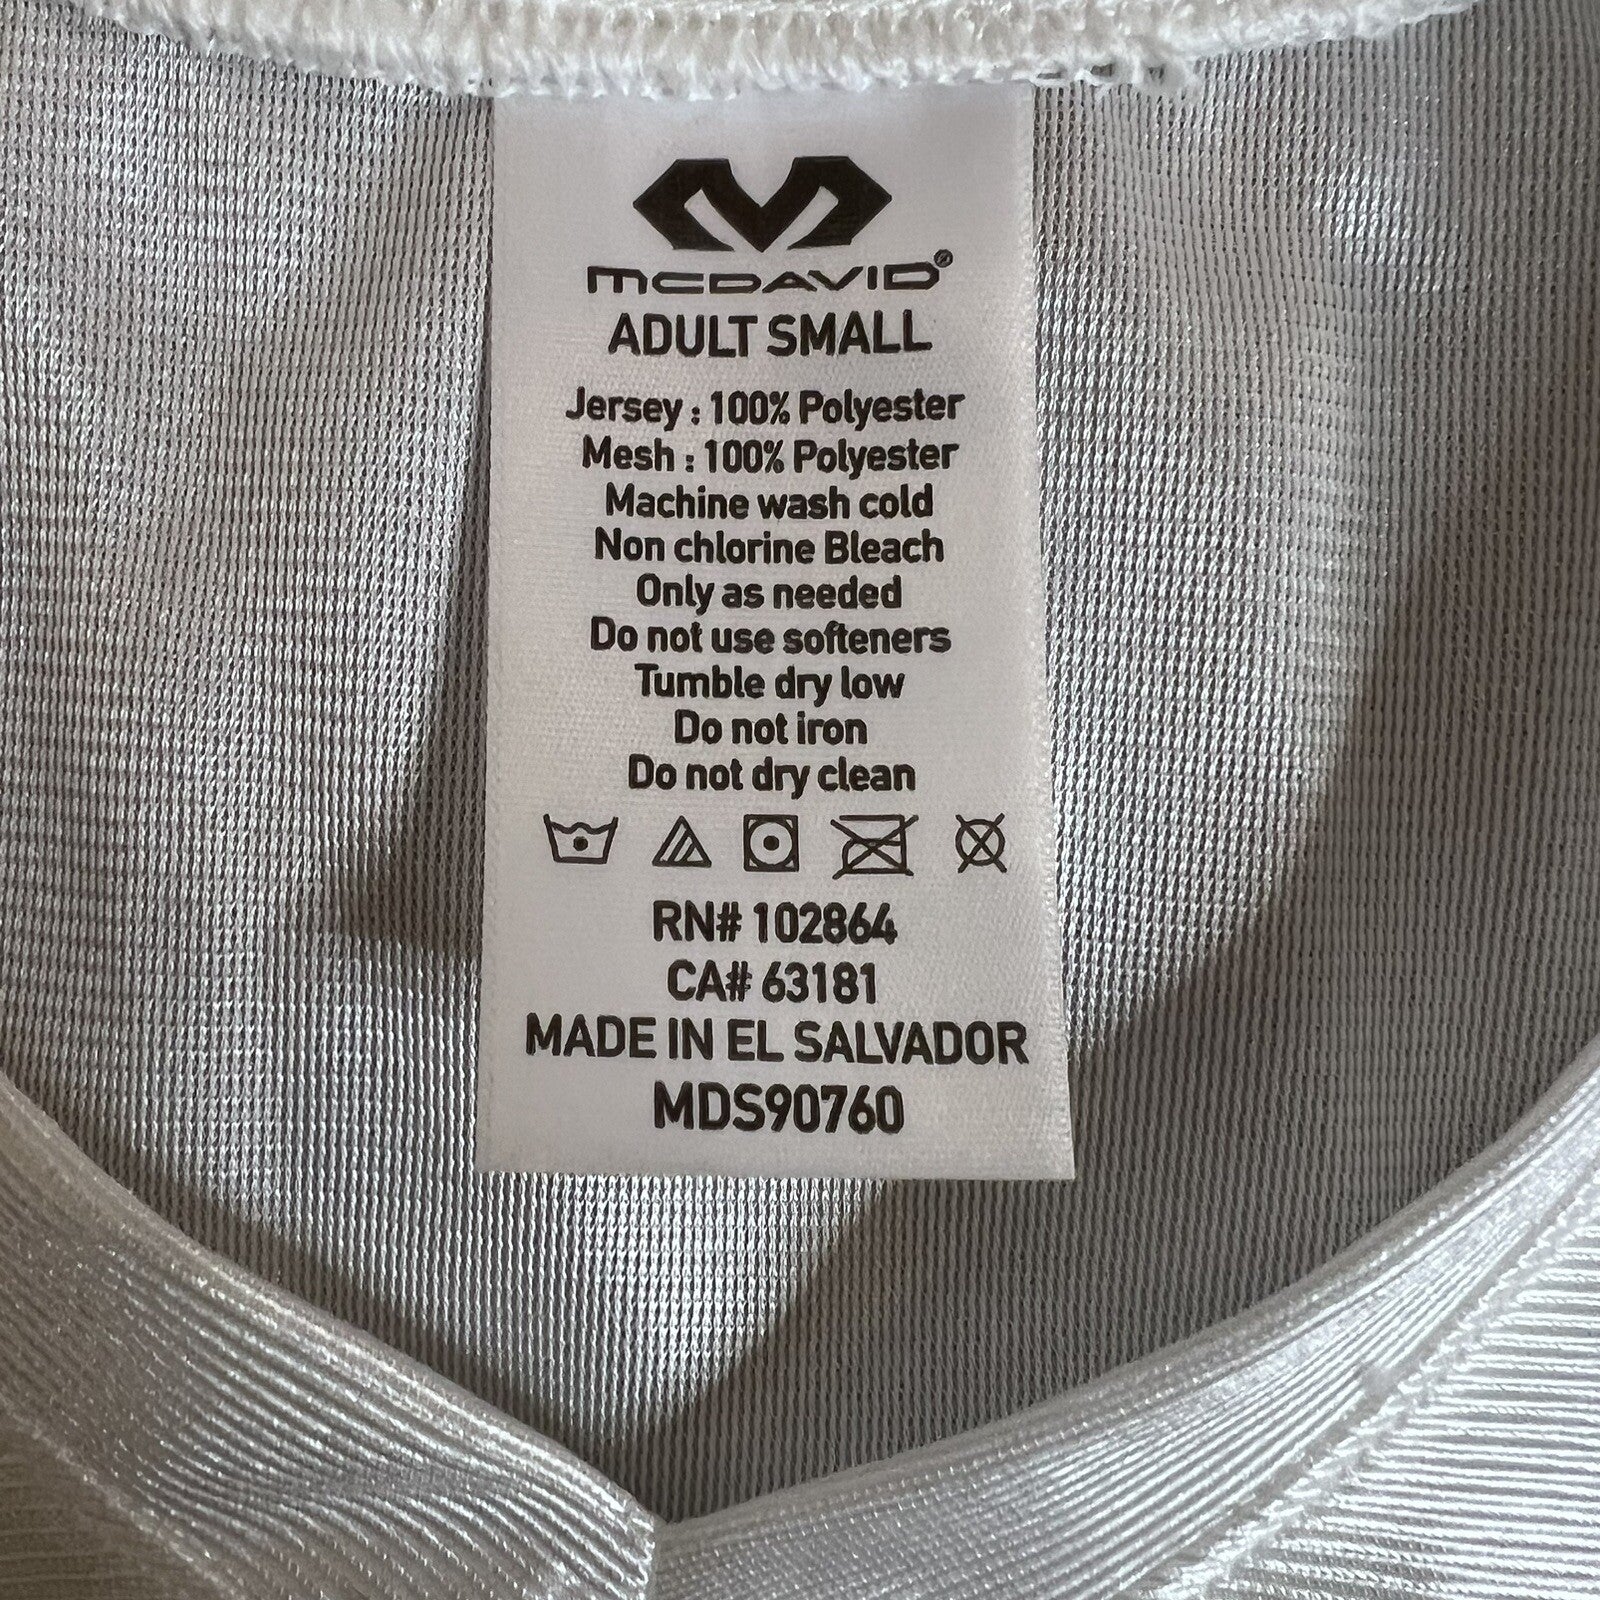 McDAVID®
ADULT SMALL
Jersey : 100% Polyester
Mesh : 100% Polyester
Machine wash cold
Non chlorine Bleach
Only as needed
Do not use softeners
Tumble dry low
Do not iron
Do not dry clean
RN# 102864
CA# 63181
MADE IN EL SALVADOR
MDS90760